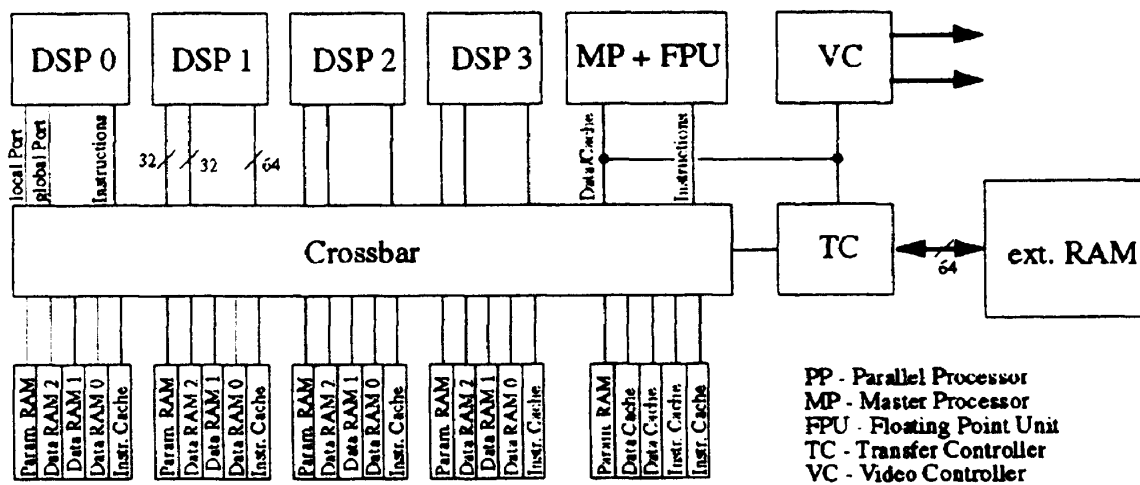 DSP 0
DSP 1
DSP 2
DSP 3
MP + FPU
VC
local Port
global Port
Instructions
32
32
64
Data/Cache
Instructions
Crossbar
TC
64
ext. RAM
Param. RAM
Data RAM 2
Data RAM 1
Data RAM 0
Instr. Cache
Param. RAM
Data RAM 2
Data RAM 1
Data RAM 0
Instr. Cache
Param. RAM
Data RAM 2
Data RAM 1
Data RAM 0
Instr. Cache
Param. RAM
Data RAM 2
Data RAM 1
Data RAM 0
Instr. Cache
Param. RAM
Data Cache
Data Cache
Instr. Cache
Instr. Cache
PP - Parallel Processor
MP - Master Processor
FPU - Floating Point Unit
TC - Transfer Controller
VC - Video Controller